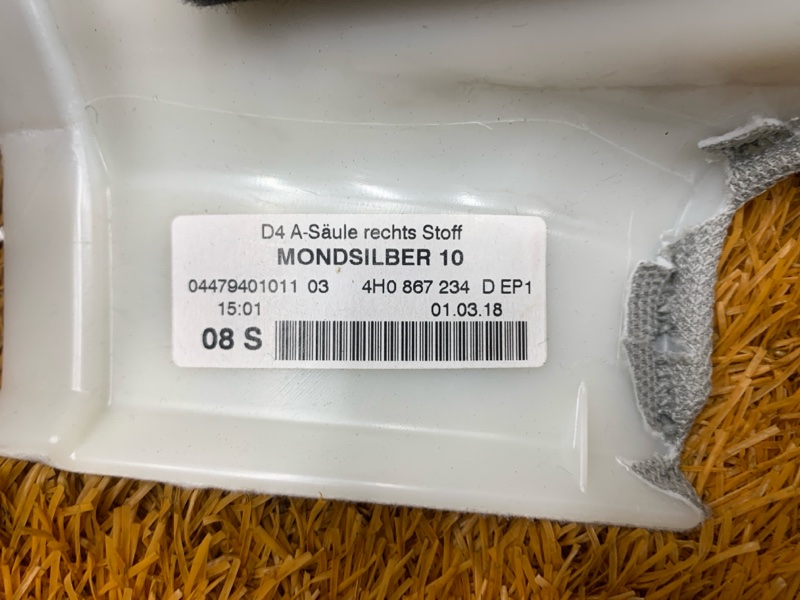 D4 A-Säule rechts Stoff
MONDSILBER 10
04479401011 03 4H0 867 234 D EP1
15:01 01.03.18
08 S